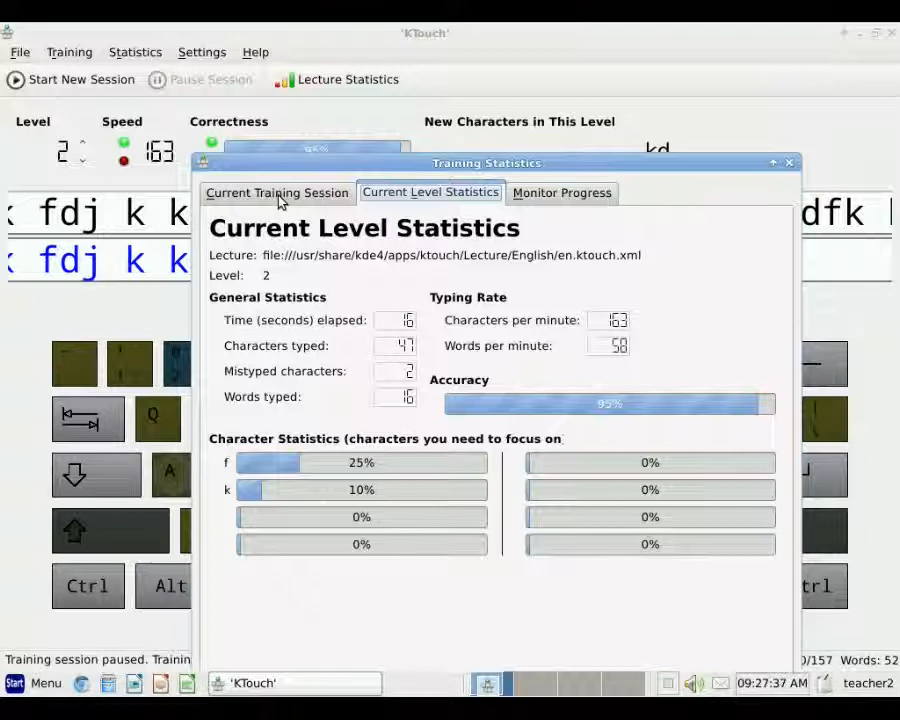 'KTouch'
File Training Statistics Settings Help
Start New Session Pause Session Lecture Statistics
Level Speed Correctness New Characters in This Level
2 163 96% kd
Training Statistics
Current Training Session Current Level Statistics Monitor Progress
k fdj k k dfk
k fdj k k
Current Level Statistics
Lecture: file:///usr/share/kde4/apps/ktouch/Lecture/English/en.ktouch.xml
Level: 2
General Statistics Typing Rate
Time (seconds) elapsed: 16 Characters per minute: 163
Characters typed: 47 Words per minute: 58
Mistyped characters: 2
Accuracy
Words typed: 16 95%
Character Statistics (characters you need to focus on)
f 25% 0%
k 10% 0%
0% 0%
0% 0%
Q
A
Ctrl Alt trl
Training session paused. Trainin 0/157 Words: 52
Start Menu 'KTouch' 09:27:37 AM teacher2